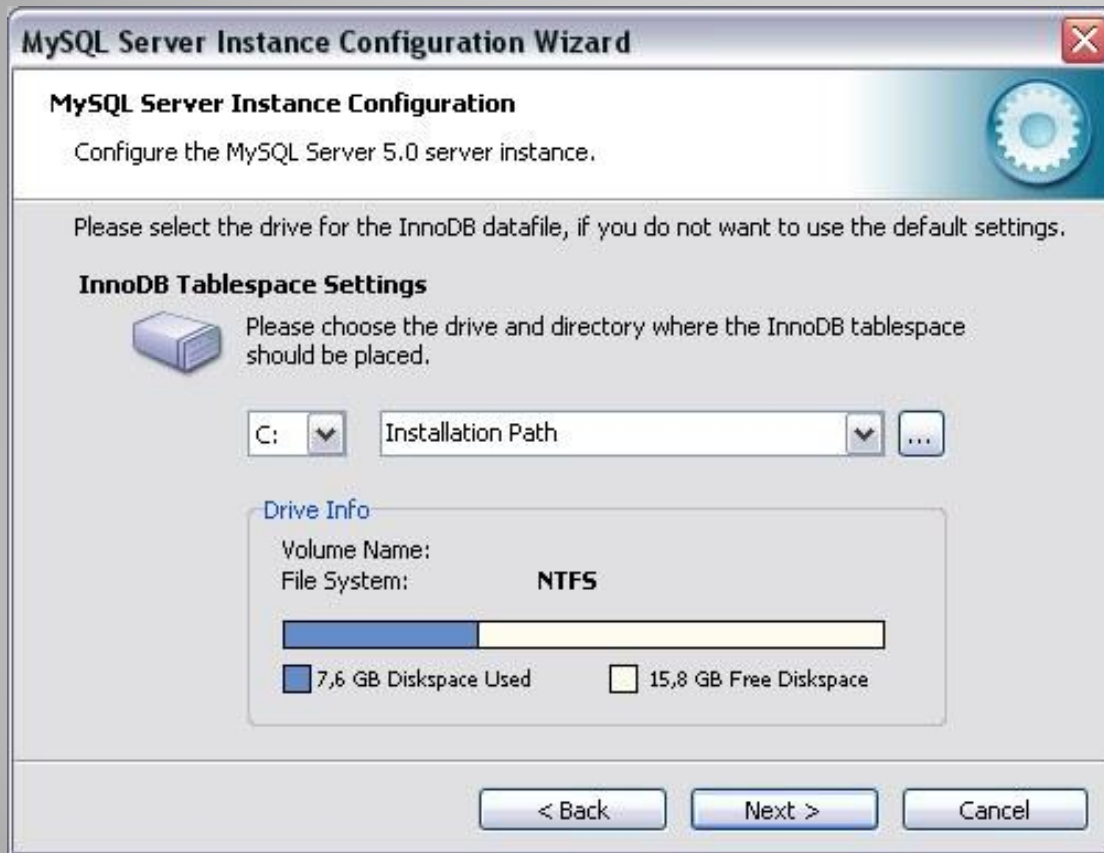 MySQL Server Instance Configuration Wizard
MySQL Server Instance Configuration
Configure the MySQL Server 5.0 server instance.
Please select the drive for the InnoDB datafile, if you do not want to use the default settings.
InnoDB Tablespace Settings
Please choose the drive and directory where the InnoDB tablespace
should be placed.
C: Installation Path ...
Drive Info
Volume Name:
File System: NTFS
7,6 GB Diskspace Used 15,8 GB Free Diskspace
< Back Next > Cancel